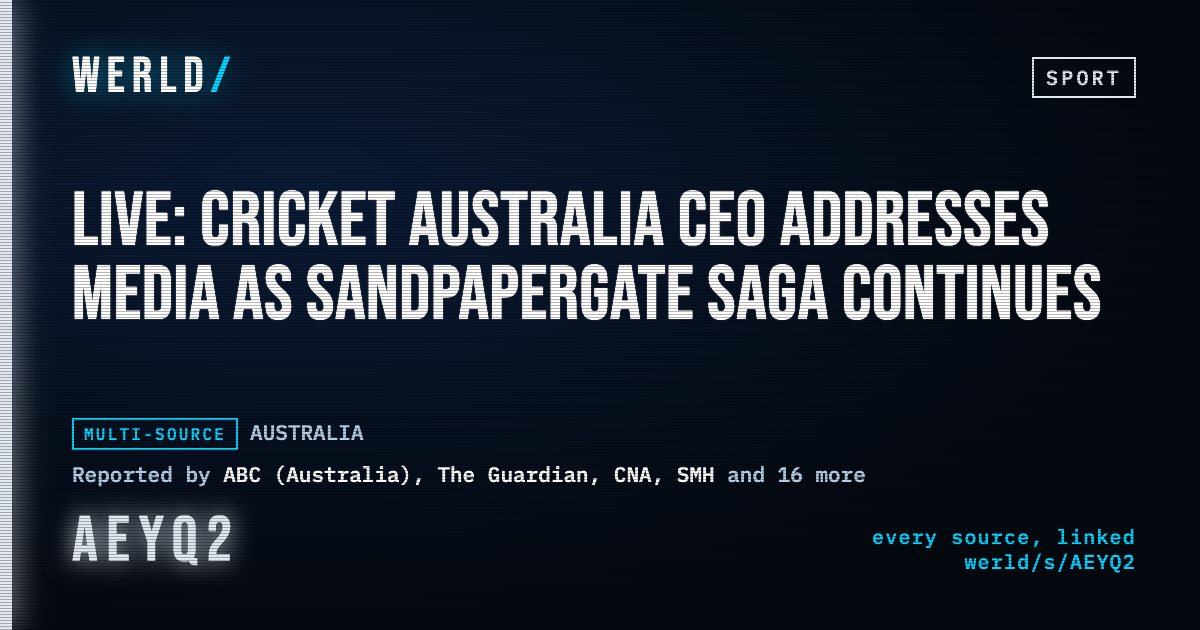 WERLD/
SPORT
LIVE: CRICKET AUSTRALIA CEO ADDRESSES
MEDIA AS SANDPAPERGATE SAGA CONTINUES
MULTI-SOURCE AUSTRALIA
Reported by ABC (Australia), The Guardian, CNA, SMH and 16 more
AEYQ2
every source, linked
werld/s/AEYQ2